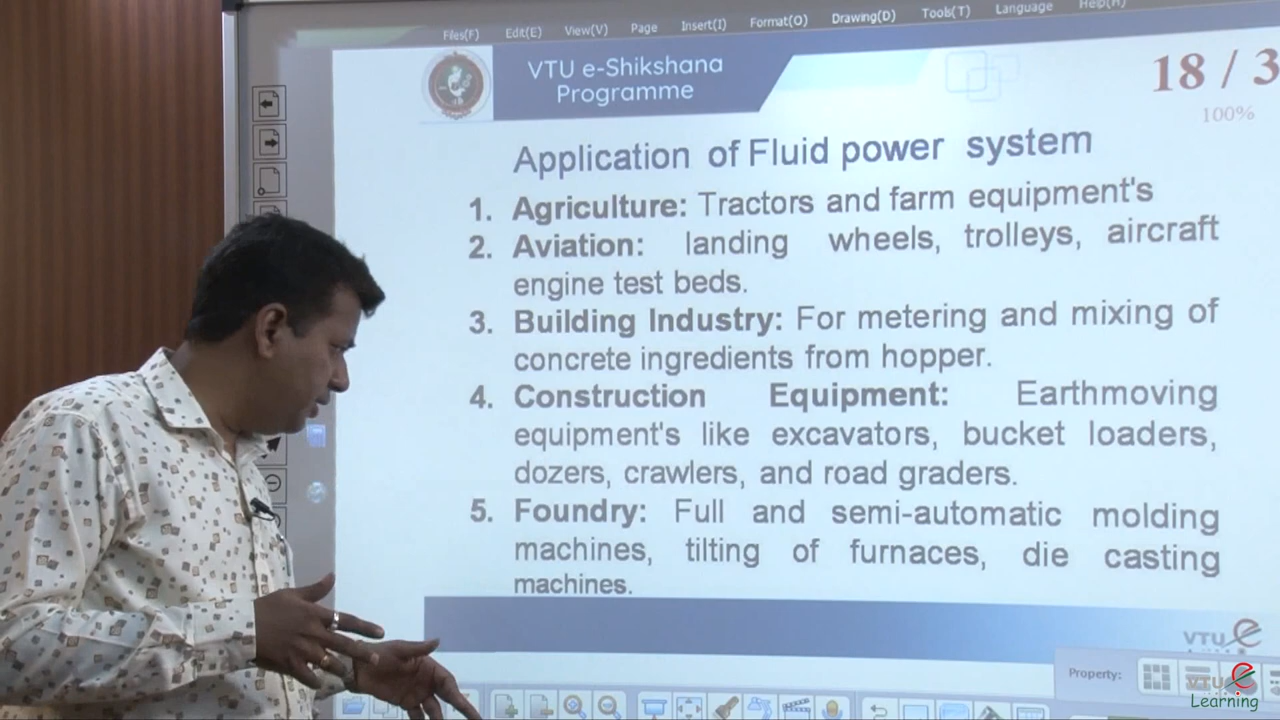 Files(F) Edit(E) View(V) Page Insert(I) Format(O) Drawing(D) Tools(T) Language Help(H)
VTU e-Shikshana
Programme
18 / 3
100%
Application of Fluid power system
1. Agriculture: Tractors and farm equipment's
2. Aviation: landing wheels, trolleys, aircraft
engine test beds.
3. Building Industry: For metering and mixing of
concrete ingredients from hopper.
4. Construction Equipment: Earthmoving
equipment's like excavators, bucket loaders,
dozers, crawlers, and road graders.
5. Foundry: Full and semi-automatic molding
machines, tilting of furnaces, die casting
machines.
VTU e
Property:
VTU e
Learning